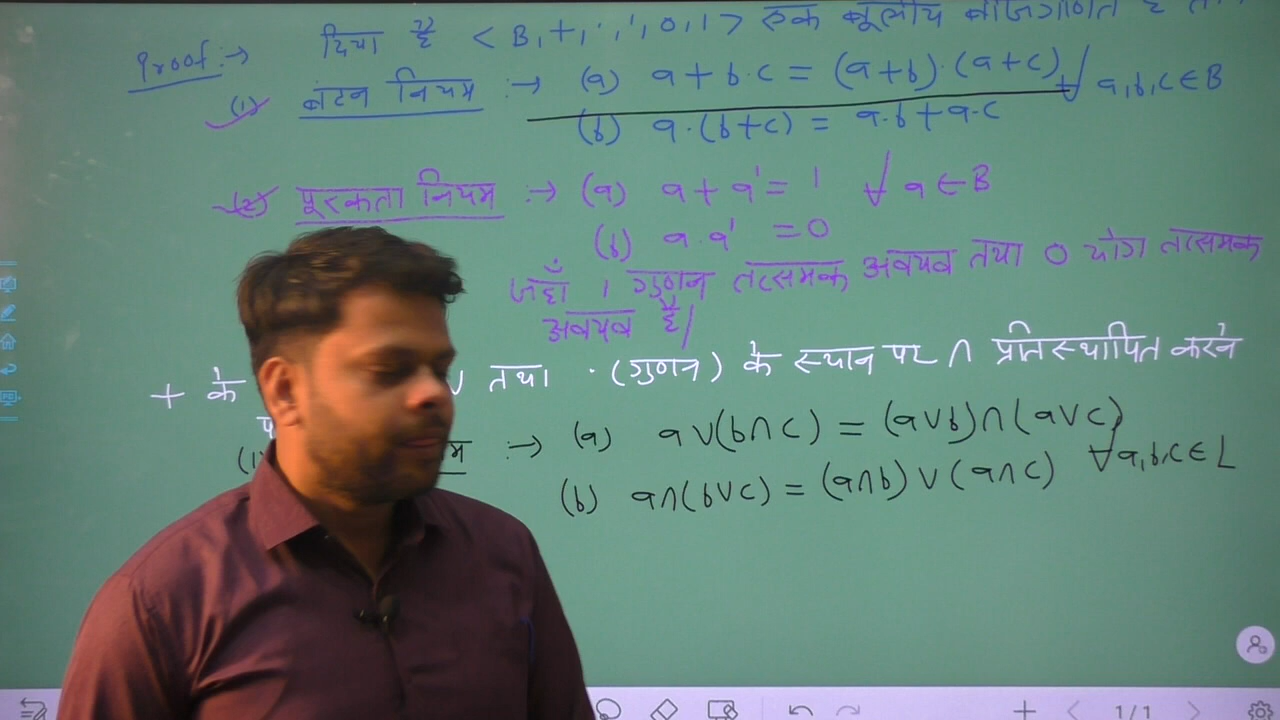 Proof :→ दिया है < B, +, ·, ', 0, 1 > एक बूलीय बीजगणित है
(1) बंटन नियम :→ (a) a + b·c = (a+b)·(a+c) ∀ a,b,c ∈ B
(b) a·(b+c) = a·b + a·c
(2) पूरकता नियम :→ (a) a + a' = 1 ∀ a ∈ B
(b) a·a' = 0
जहाँ 1 गुणन तत्समक अवयव तथा 0 योग तत्समक
अवयव है|
+ के ∪ तथा · (गुणन) के स्थान पर ∩ प्रतिस्थापित करने
प
(1) म :→ (a) a∪(b∩c) = (a∪b)∩(a∪c)
∀ a,b,c ∈ L
(b) a∩(b∪c) = (a∩b)∪(a∩c)
1/1